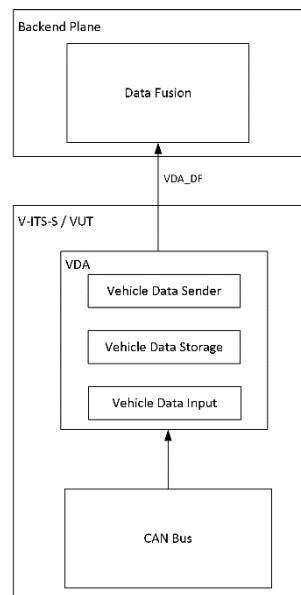 Backend Plane
Data Fusion
VDA_DF
V-ITS-S / VUT
VDA
Vehicle Data Sender
Vehicle Data Storage
Vehicle Data Input
CAN Bus